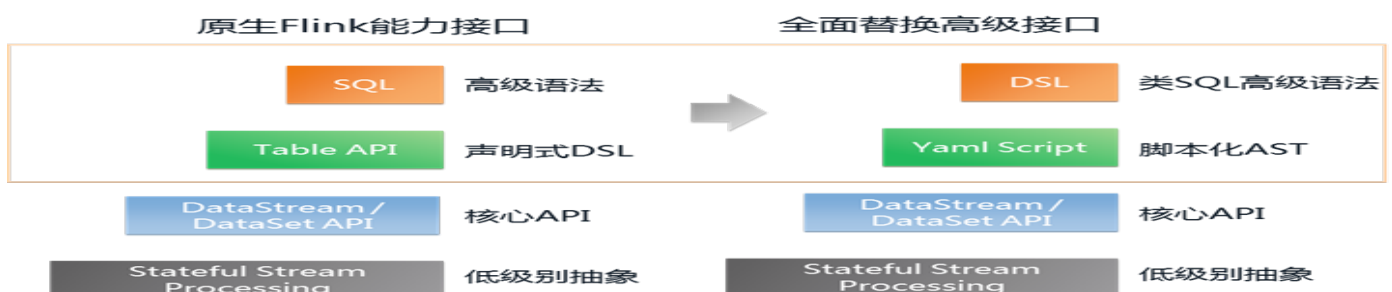 原生Flink能力接口
全面替换高级接口
SQL 高级语法
DSL 类SQL高级语法
Table API 声明式DSL
Yaml Script 脚本化AST
DataStream /
DataSet API
核心API
DataStream /
DataSet API
核心API
Stateful Stream
Processing
低级别抽象
Stateful Stream
Processing
低级别抽象